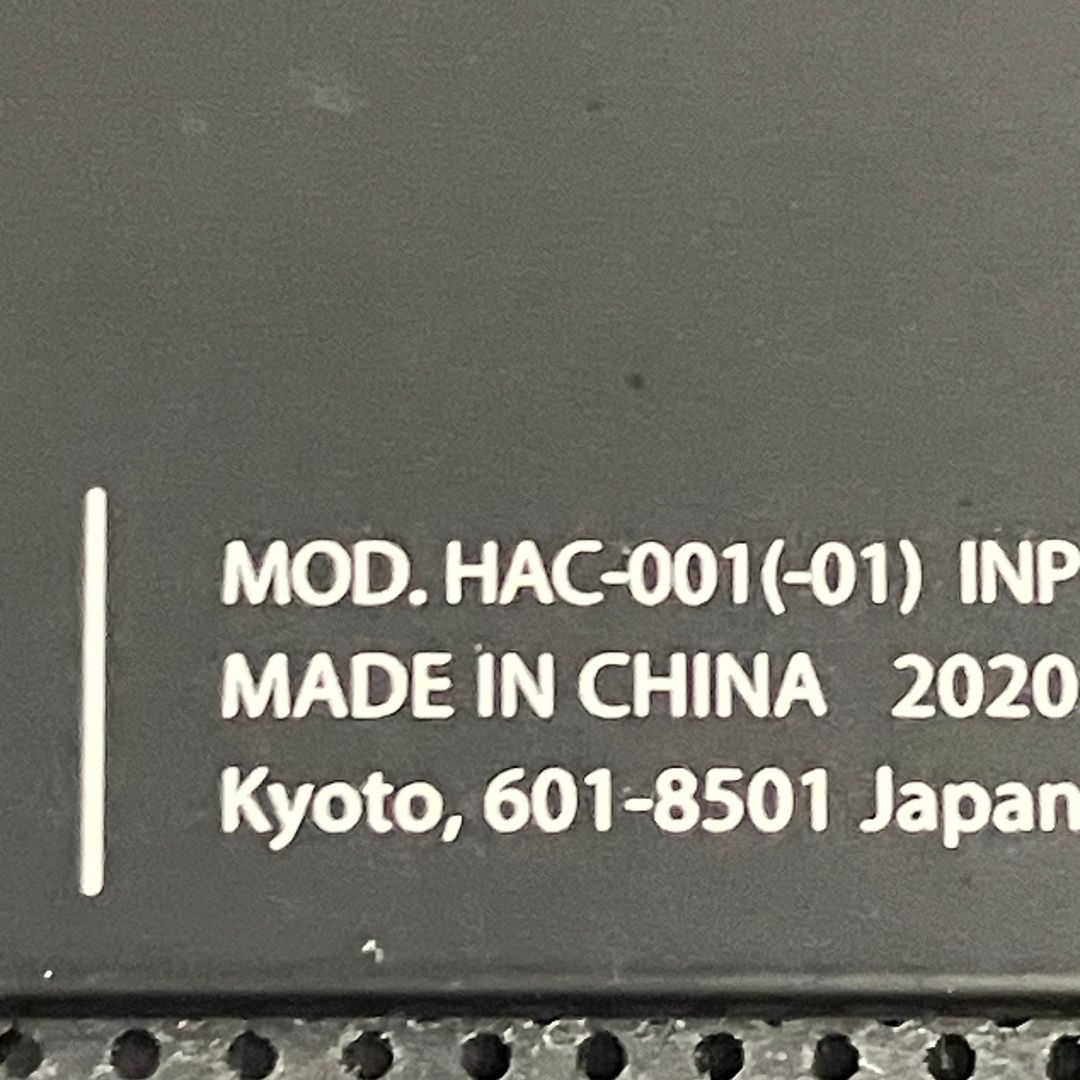 MOD. HAC-001(-01) INP
MADE IN CHINA 2020
Kyoto, 601-8501 Japan